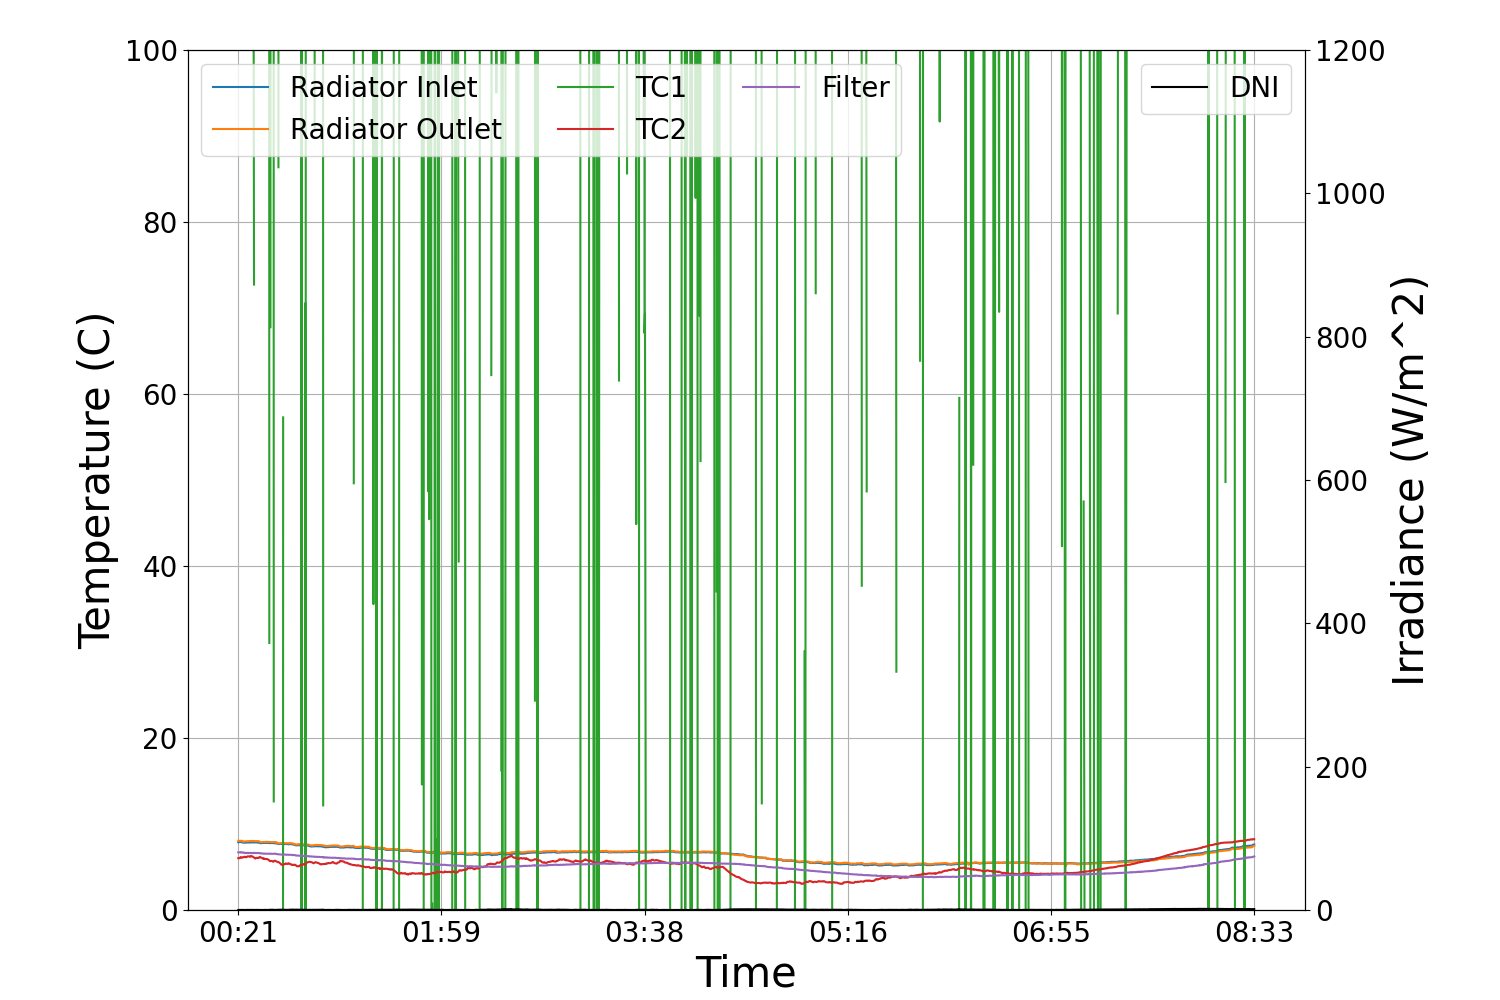 100
80
60
40
20
0
Temperature (C)
Radiator Inlet
Radiator Outlet
TC1
TC2
Filter
DNI
1200
1000
800
600
400
200
0
Irradiance (W/m^2)
00:21
01:59
03:38
05:16
06:55
08:33
Time